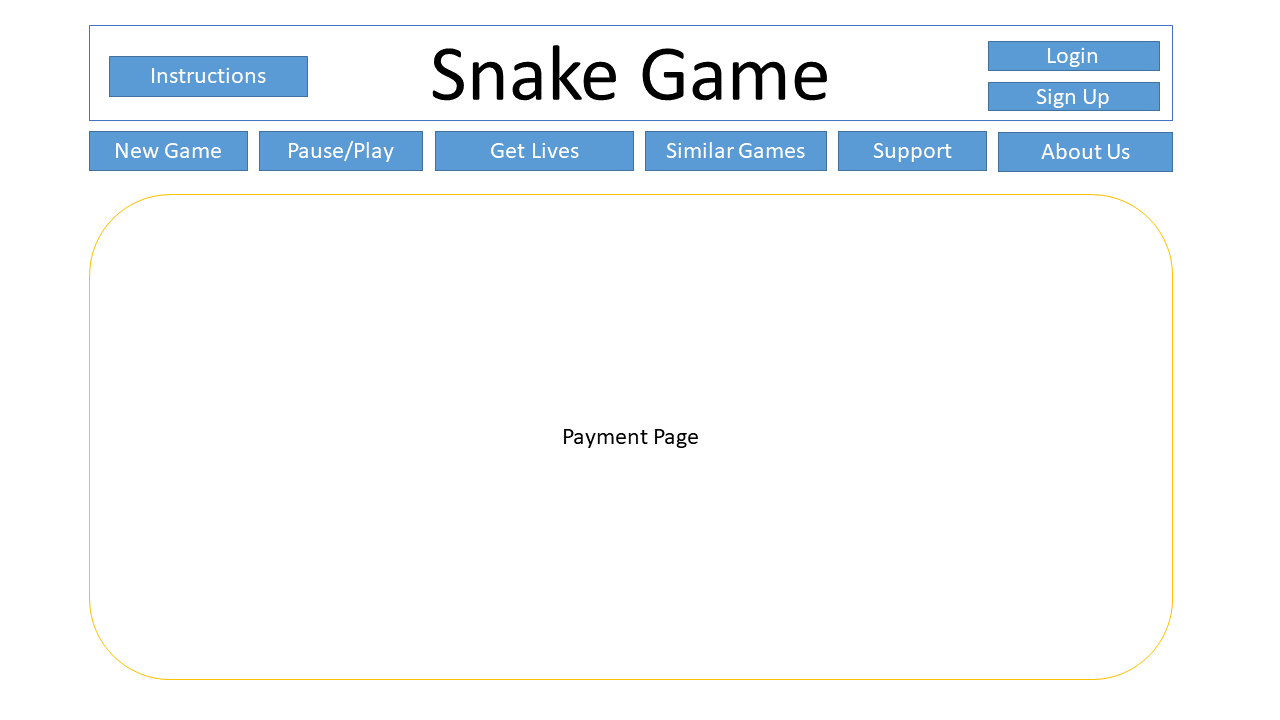 Instructions
Snake Game
Login
Sign Up
New Game
Pause/Play
Get Lives
Similar Games
Support
About Us
Payment Page